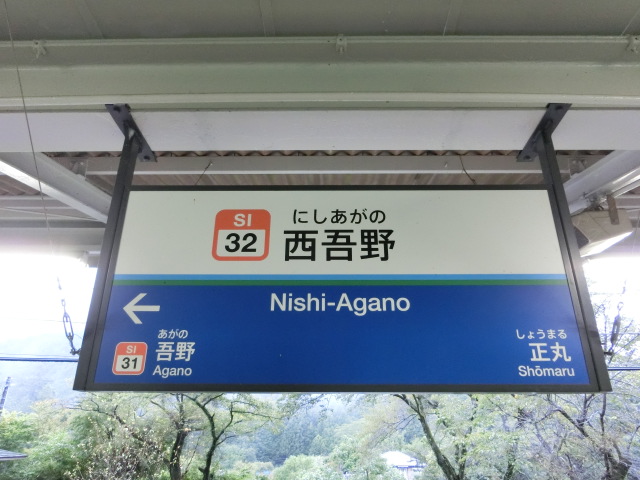 SI
32
にしあがの
西吾野
Nishi-Agano
←
SI
31
あがの
吾野
Agano
しょうまる
正丸
Shōmaru